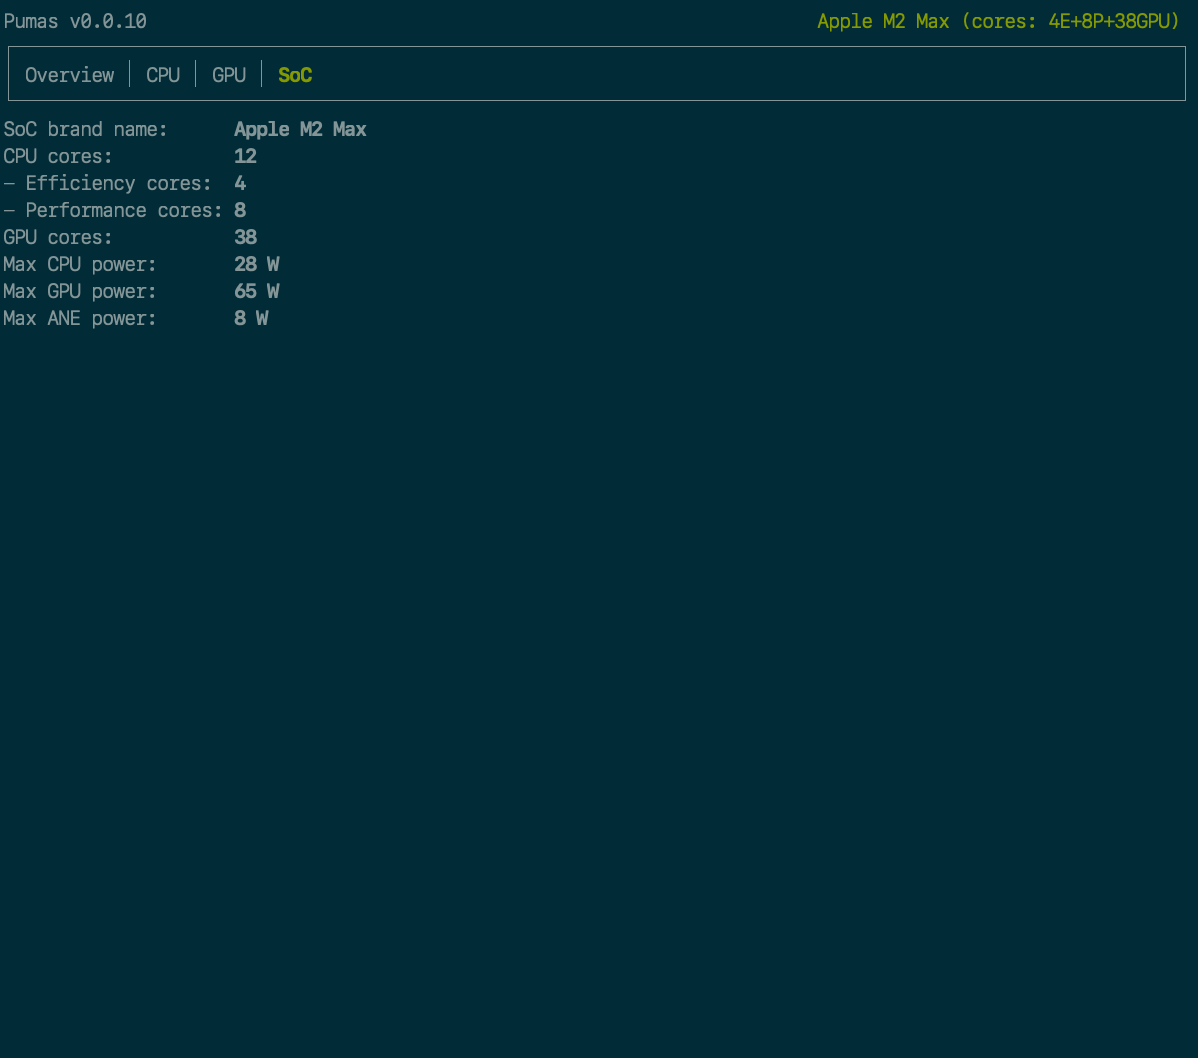 Pumas v0.0.10 Apple M2 Max (cores: 4E+8P+38GPU)
Overview │ CPU │ GPU │ SoC
SoC brand name: Apple M2 Max
CPU cores: 12
– Efficiency cores: 4
– Performance cores: 8
GPU cores: 38
Max CPU power: 28 W
Max GPU power: 65 W
Max ANE power: 8 W